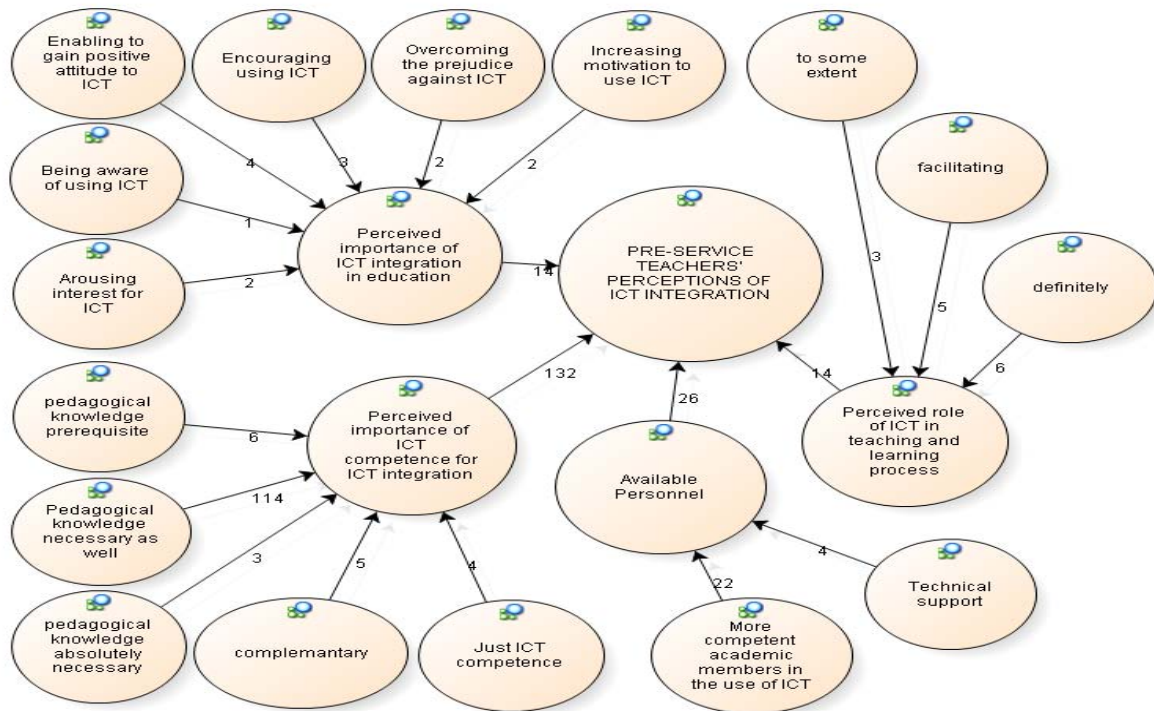 Enabling to
gain positive
attitude to
ICT
Encouraging
using ICT
Overcoming
the prejudice
against ICT
Increasing
motivation to
use ICT
to some
extent
facilitating
definitely
Being aware
of using ICT
Arousing
interest for
ICT
4
3
2
2
1
2
Perceived
importance of
ICT integration
in education
14
PRE-SERVICE
TEACHERS'
PERCEPTIONS OF
ICT INTEGRATION
3
5
6
14
Perceived role
of ICT in
teaching and
learning
process
132
26
pedagogical
knowledge
prerequisite
6
Perceived
importance of
ICT
competence for
ICT integration
Available
Personnel
Pedagogical
knowledge
necessary as
well
114
3
5
4
22
4
pedagogical
knowledge
absolutely
necessary
complemantary
Just ICT
competence
More
competent
academic
members in
the use of ICT
Technical
support